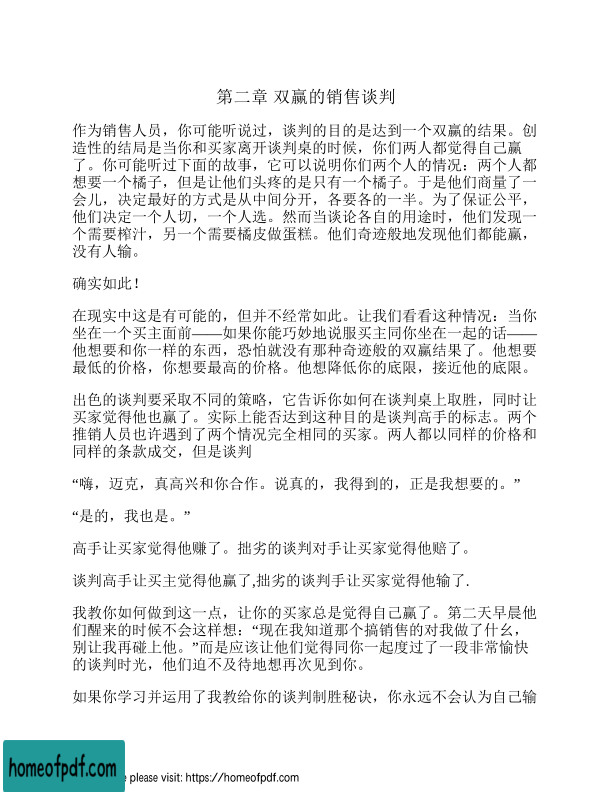 第二章 双赢的销售谈判
作为销售人员，你可能听说过，谈判的目的是达到一个双赢的结果。创
造性的结局是当你和买家离开谈判桌的时候，你们两人都觉得自己赢
了。你可能听过下面的故事，它可以说明你们两个人的情况：两个人都
想要一个橘子，但是让他们头疼的是只有一个橘子。于是他们商量了一
会儿，决定最好的方式是从中间分开，各要各的一半。为了保证公平，
他们决定一个人切，一个人选。然而当谈论各自的用途时，他们发现一
个需要榨汁，另一个需要橘皮做蛋糕。他们奇迹般地发现他们都能赢，
没有人输。
确实如此！
在现实中这是有可能的，但并不经常如此。让我们看看这种情况：当你
坐在一个买主面前——如果你能巧妙地说服买主同你坐在一起的话——
他想要和你一样的东西，恐怕就没有那种奇迹般的双赢结果了。他想要
最低的价格，你想要最高的价格。他想降低你的底限，接近他的底限。
出色的谈判要采取不同的策略，它告诉你如何在谈判桌上取胜，同时让
买家觉得他也赢了。实际上能否达到这种目的是谈判高手的标志。两个
推销人员也许遇到了两个情况完全相同的买家。两人都以同样的价格和
同样的条款成交，但是谈判
“嗨，迈克，真高兴和你合作。说真的，我得到的，正是我想要的。”
“是的，我也是。”
高手让买家觉得他赚了。拙劣的谈判对手让买家觉得他赔了。
谈判高手让买主觉得他赢了,拙劣的谈判手让买家觉得他输了.
我教你如何做到这一点，让你的买家总是觉得自己赢了。第二天早晨他
们醒来的时候不会这样想：“现在我知道那个搞销售的对我做了什幺，
别让我再碰上他。”而是应该让他们觉得同你一起度过了一段非常愉快
的谈判时光，他们迫不及待地想再次见到你。
如果你学习并运用了我教给你的谈判制胜秘诀，你永远不会认为自己输
homeofpdf.com
please visit: https://homeofpdf.com